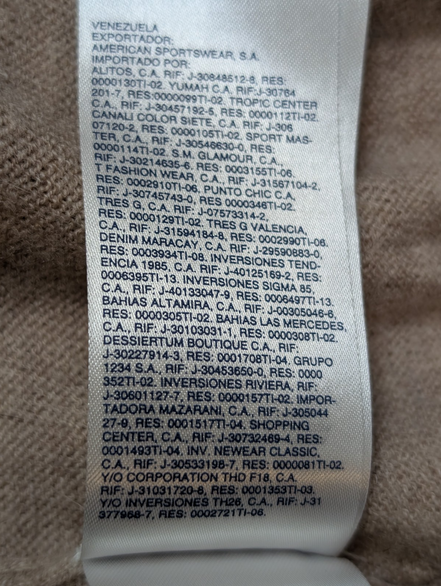 VENEZUELA
EXPORTADOR:
AMERICAN SPORTSWEAR, S.A.
IMPORTADO POR:
ALITOS, C.A. RIF: J-30848512-8, RES:
0000130TI-02. YUMAH C.A. RIF:J-30764
201-7, RES:0000099TI-02. TROPIC CENTER
C.A., RIF: J-30457192-5, RES:0000112TI-02.
CANALI COLOR SIETE, C.A. RIF: J-306
07120-2, RES: 0000105TI-02. SPORT MAS-
TER, C.A., RIF: J-30546630-0, RES:
0000114TI-02. S.M. GLAMOUR, C.A.,
RIF: J-30214635-6, RES: 0003155TI-06.
T FASHION WEAR, C.A., RIF: J-31567104-2,
RES: 0002910TI-06. PUNTO CHIC C.A.
RIF: J-30745743-0, RES: 0000346TI-02.
TRES G, C.A. RIF: J-07573314-2,
RES: 0000129TI-02. TRES G VALENCIA,
C.A., RIF: J-31594184-8, RES: 0002990TI-06.
DENIM MARACAY, C.A. RIF: J-29590883-0,
RES: 0003934TI-08. INVERSIONES TEND-
ENCIA 1985, C.A. RIF: J-40125169-2, RES:
0006395TI-13. INVERSIONES SIGMA 85
C.A., RIF: J-40133047-9, RES: 0006497TI-13.
BAHIAS ALTAMIRA, C.A., RIF: J-00305046-6,
RES: 0000305TI-02. BAHIAS LAS MERCEDES,
C.A., RIF: J-30103031-1, RES: 0000308TI-02.
DESSIERTUM BOUTIQUE C.A., RIF:
J-30227914-3, RES: 0001708TI-04. GRUPO
1234 S.A., RIF: J-30453650-0, RES: 0000
352TI-02. INVERSIONES RIVIERA, RIF:
J-30601127-7, RES: 0000157TI-02. IMPOR-
TADORA MAZARANI, C.A., RIF: J-305044
27-9, RES: 0001517TI-04. SHOPPING
CENTER, C.A., RIF: J-30732469-4, RES:
0001493TI-04. INV. NEWEAR CLASSIC,
C.A., RIF: J-30533198-7, RES: 0000081TI-02.
Y/O CORPORATION THD F18, C.A.
RIF: J-31031720-8, RES: 0001353TI-03.
Y/O INVERSIONES TH26, C.A., RIF: J-31
377968-7, RES: 0002721TI-06.